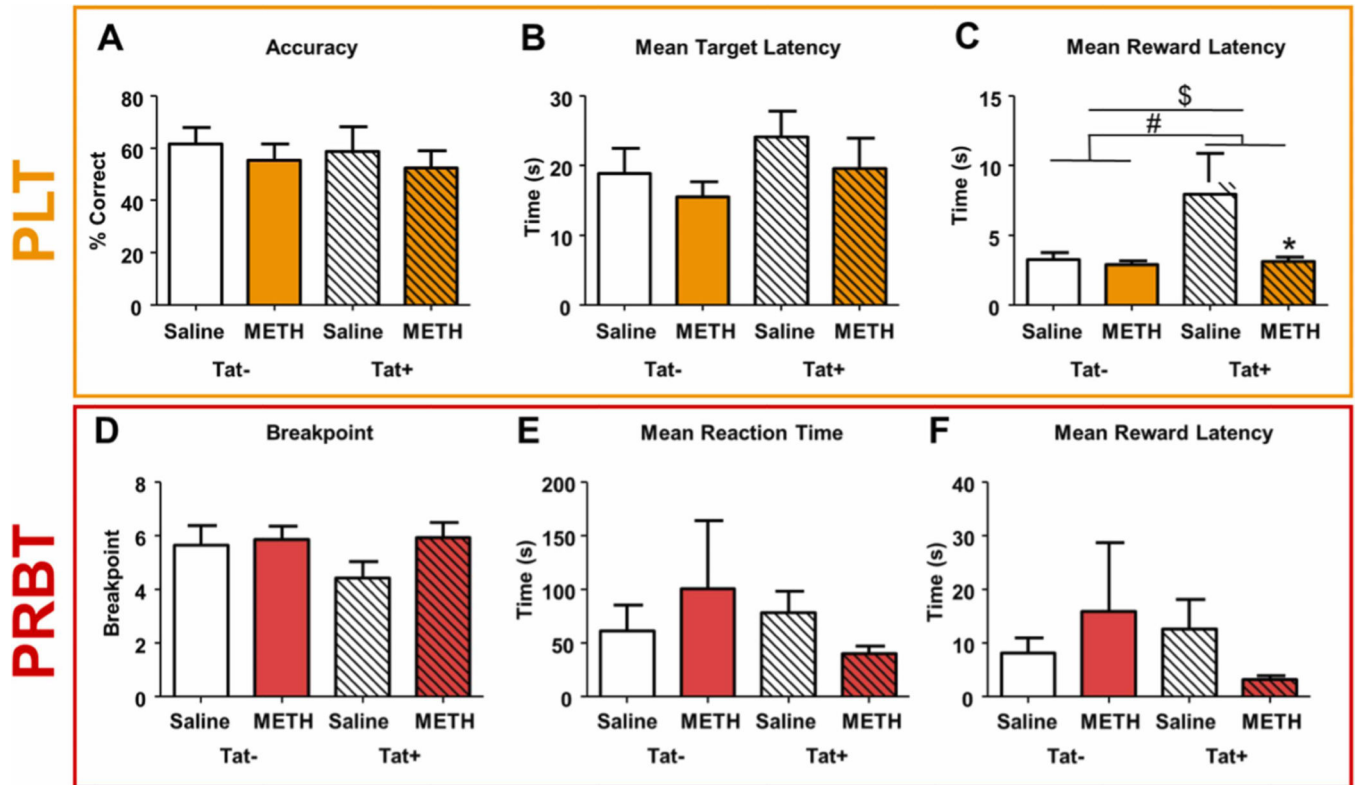 PLT
A Accuracy
% Correct
80
60
40
20
0
Saline METH Saline METH
Tat- Tat+
B Mean Target Latency
Time (s)
30
20
10
0
Saline METH Saline METH
Tat- Tat+
C Mean Reward Latency
Time (s)
15
10
5
0
$
#
*
Saline METH Saline METH
Tat- Tat+
PRBT
D Breakpoint
Breakpoint
8
6
4
2
0
Saline METH Saline METH
Tat- Tat+
E Mean Reaction Time
Time (s)
200
150
100
50
0
Saline METH Saline METH
Tat- Tat+
F Mean Reward Latency
Time (s)
40
30
20
10
0
Saline METH Saline METH
Tat- Tat+